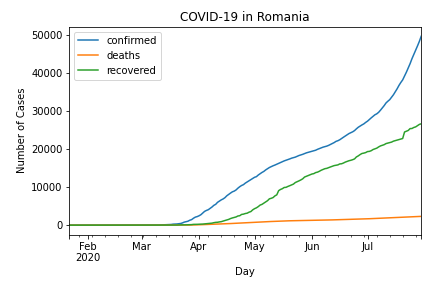 COVID-19 in Romania
confirmed
deaths
recovered
Number of Cases
50000
40000
30000
20000
10000
0
Feb Mar Apr May Jun Jul
2020
Day